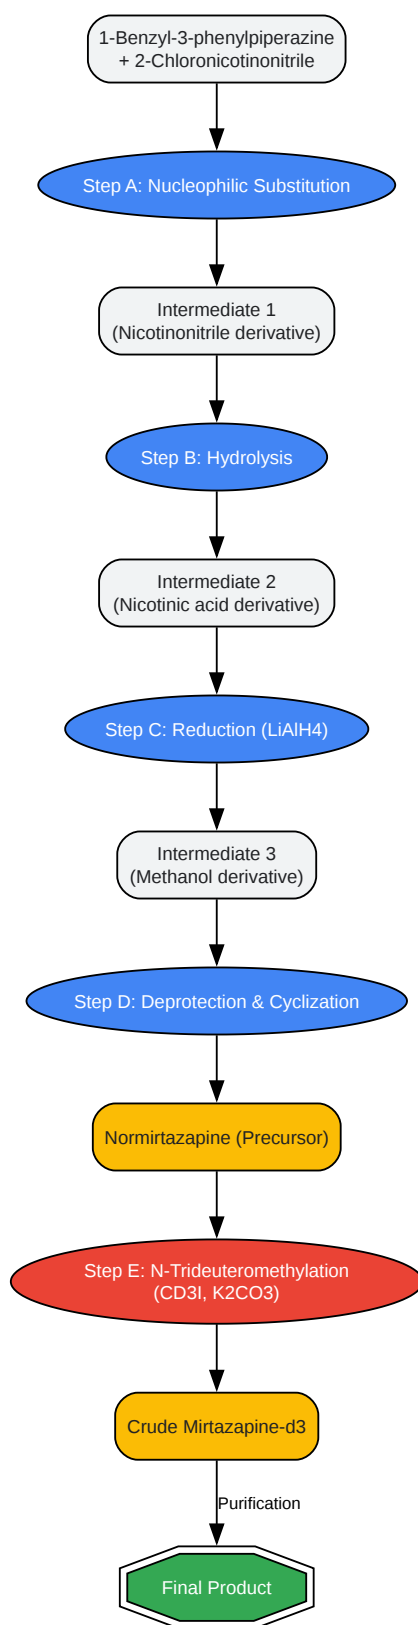 1-Benzyl-3-phenylpiperazine
+ 2-Chloronicotinonitrile
Step A: Nucleophilic Substitution
Intermediate 1
(Nicotinonitrile derivative)
Step B: Hydrolysis
Intermediate 2
(Nicotinic acid derivative)
Step C: Reduction (LiAlH4)
Intermediate 3
(Methanol derivative)
Step D: Deprotection & Cyclization
Normirtazapine (Precursor)
Step E: N-Trideuteromethylation
(CD3I, K2CO3)
Crude Mirtazapine-d3
Purification
Final Product